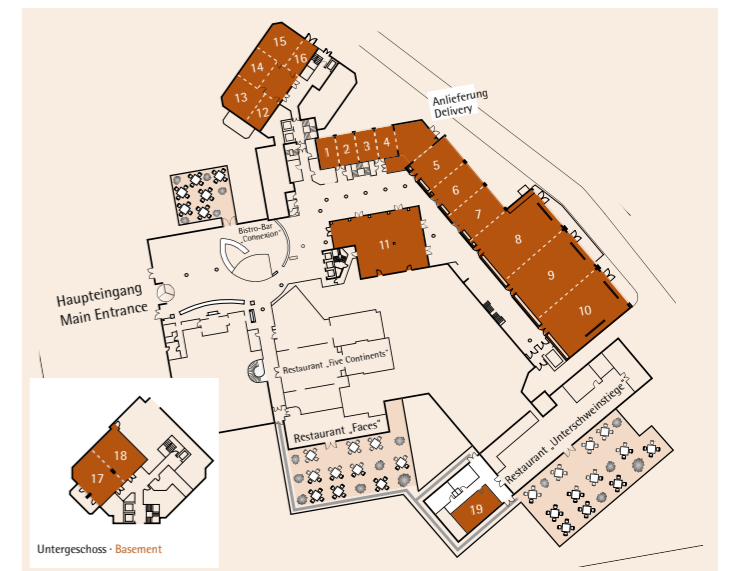 15
14
16
13
12
Anlieferung
Delivery
1
2
3
4
5
6
7
8
9
10
11
Bistro-Bar
„Connexion“
Haupteingang
Main Entrance
Restaurant „Five Continents“
Restaurant „Faces“
Restaurant „Unterschweinstiege“
19
18
17
Untergeschoss · Basement